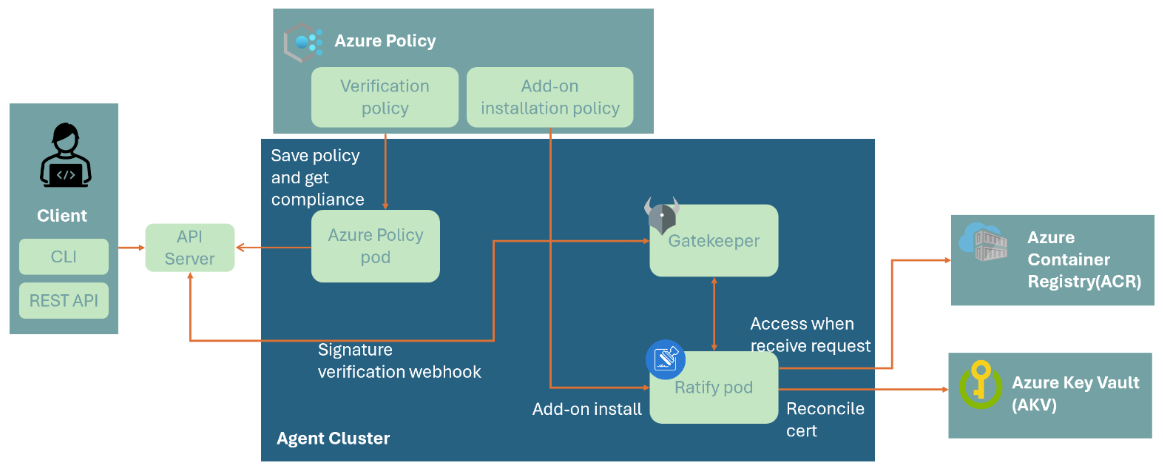 Azure Policy
Verification
policy
Add-on
installation policy
Client
CLI
REST API
API
Server
Save policy
and get
compliance
Azure Policy
pod
Gatekeeper
Signature
verification webhook
Access when
receive request
Ratify pod
Add-on install
Reconcile
cert
Agent Cluster
Azure
Container
Registry(ACR)
Azure Key Vault
(AKV)